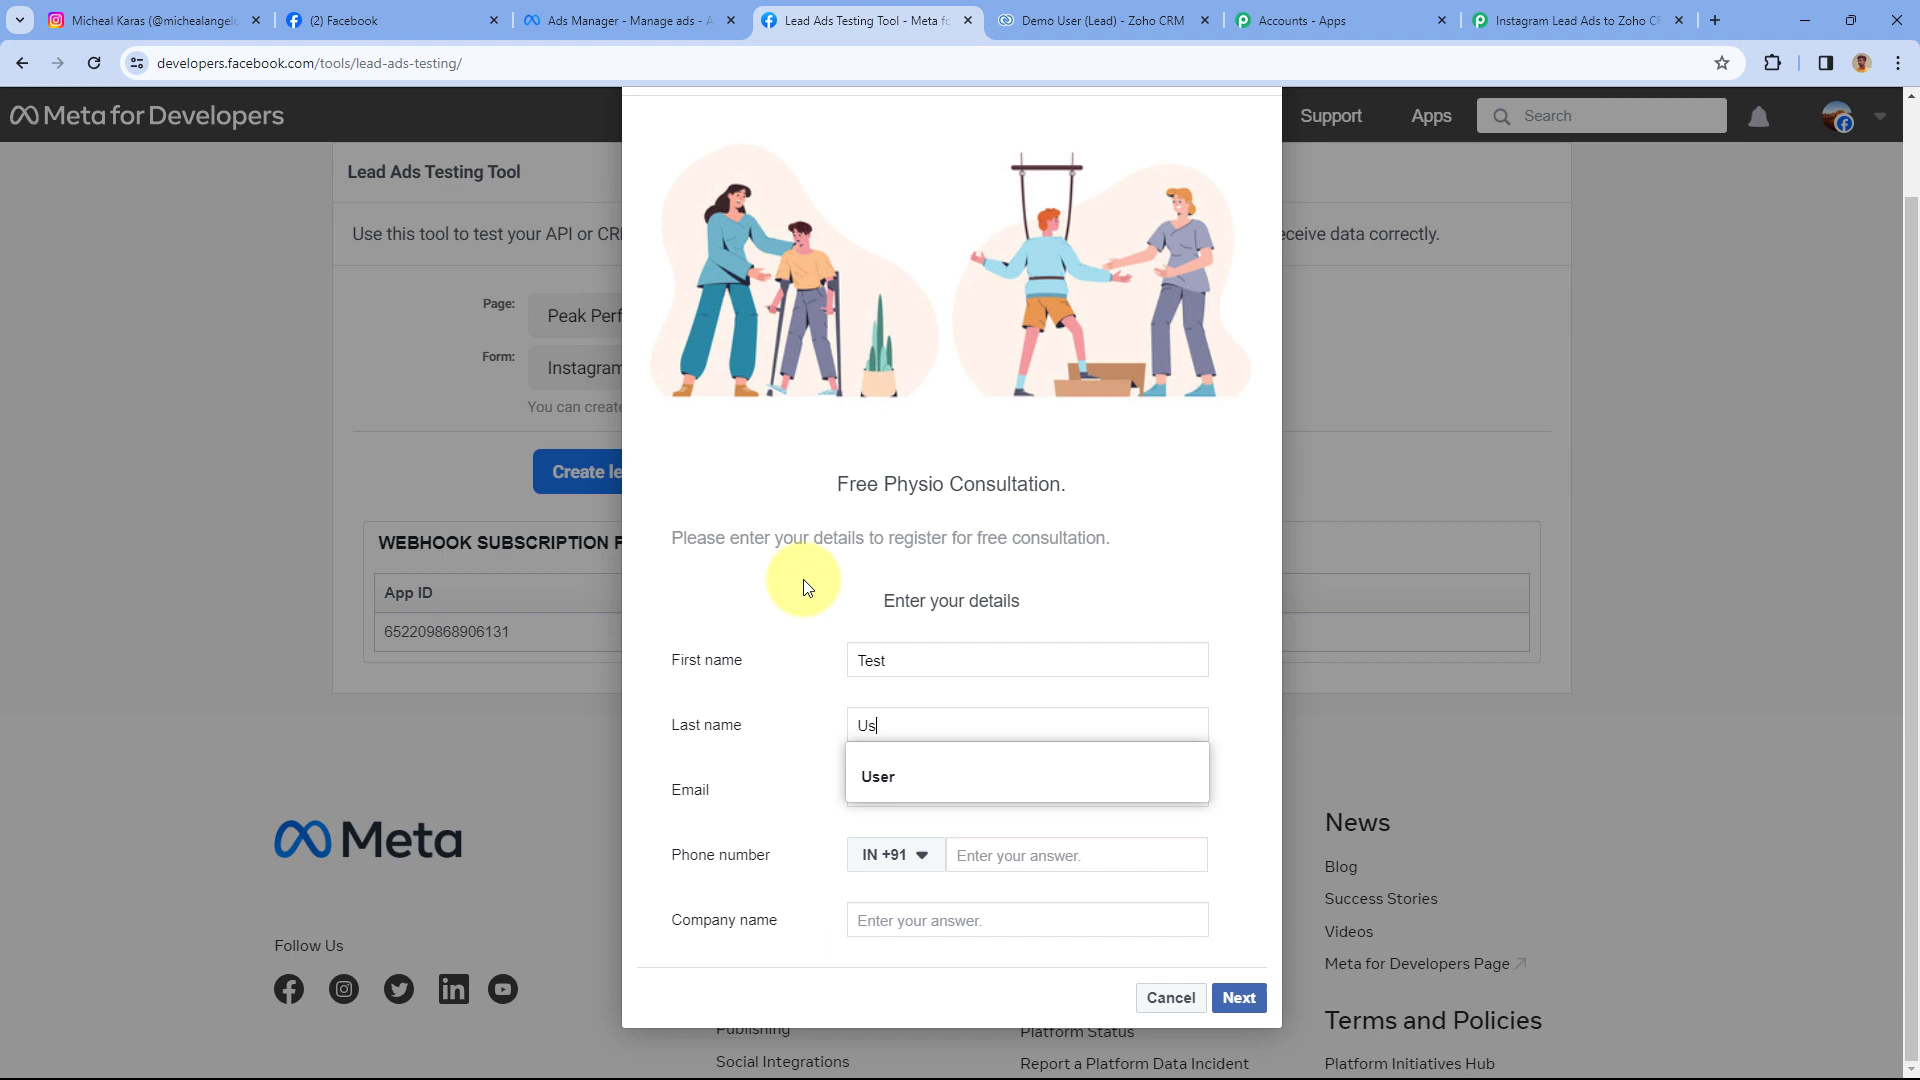 Micheal Karas (@michealangel
(2) Facebook
Ads Manager - Manage ads - A
Lead Ads Testing Tool - Meta fo
Demo User (Lead) - Zoho CRM
Accounts - Apps
Instagram Lead Ads to Zoho CR
developers.facebook.com/tools/lead-ads-testing/
Meta for Developers
Support
Apps
Search
Lead Ads Testing Tool
Use this tool to test your API or CR
eceive data correctly.
Page:
Peak Perf
Form:
Instagram
You can create
Create le
WEBHOOK SUBSCRIPTION F
App ID
652209868906131
Free Physio Consultation.
Please enter your details to register for free consultation.
Enter your details
First name
Test
Last name
Us
User
Email
Phone number
IN +91
Enter your answer.
Company name
Enter your answer.
Cancel
Next
Meta
Follow Us
Publishing
Social Integrations
Platform Status
Report a Platform Data Incident
News
Blog
Success Stories
Videos
Meta for Developers Page
Terms and Policies
Platform Initiatives Hub